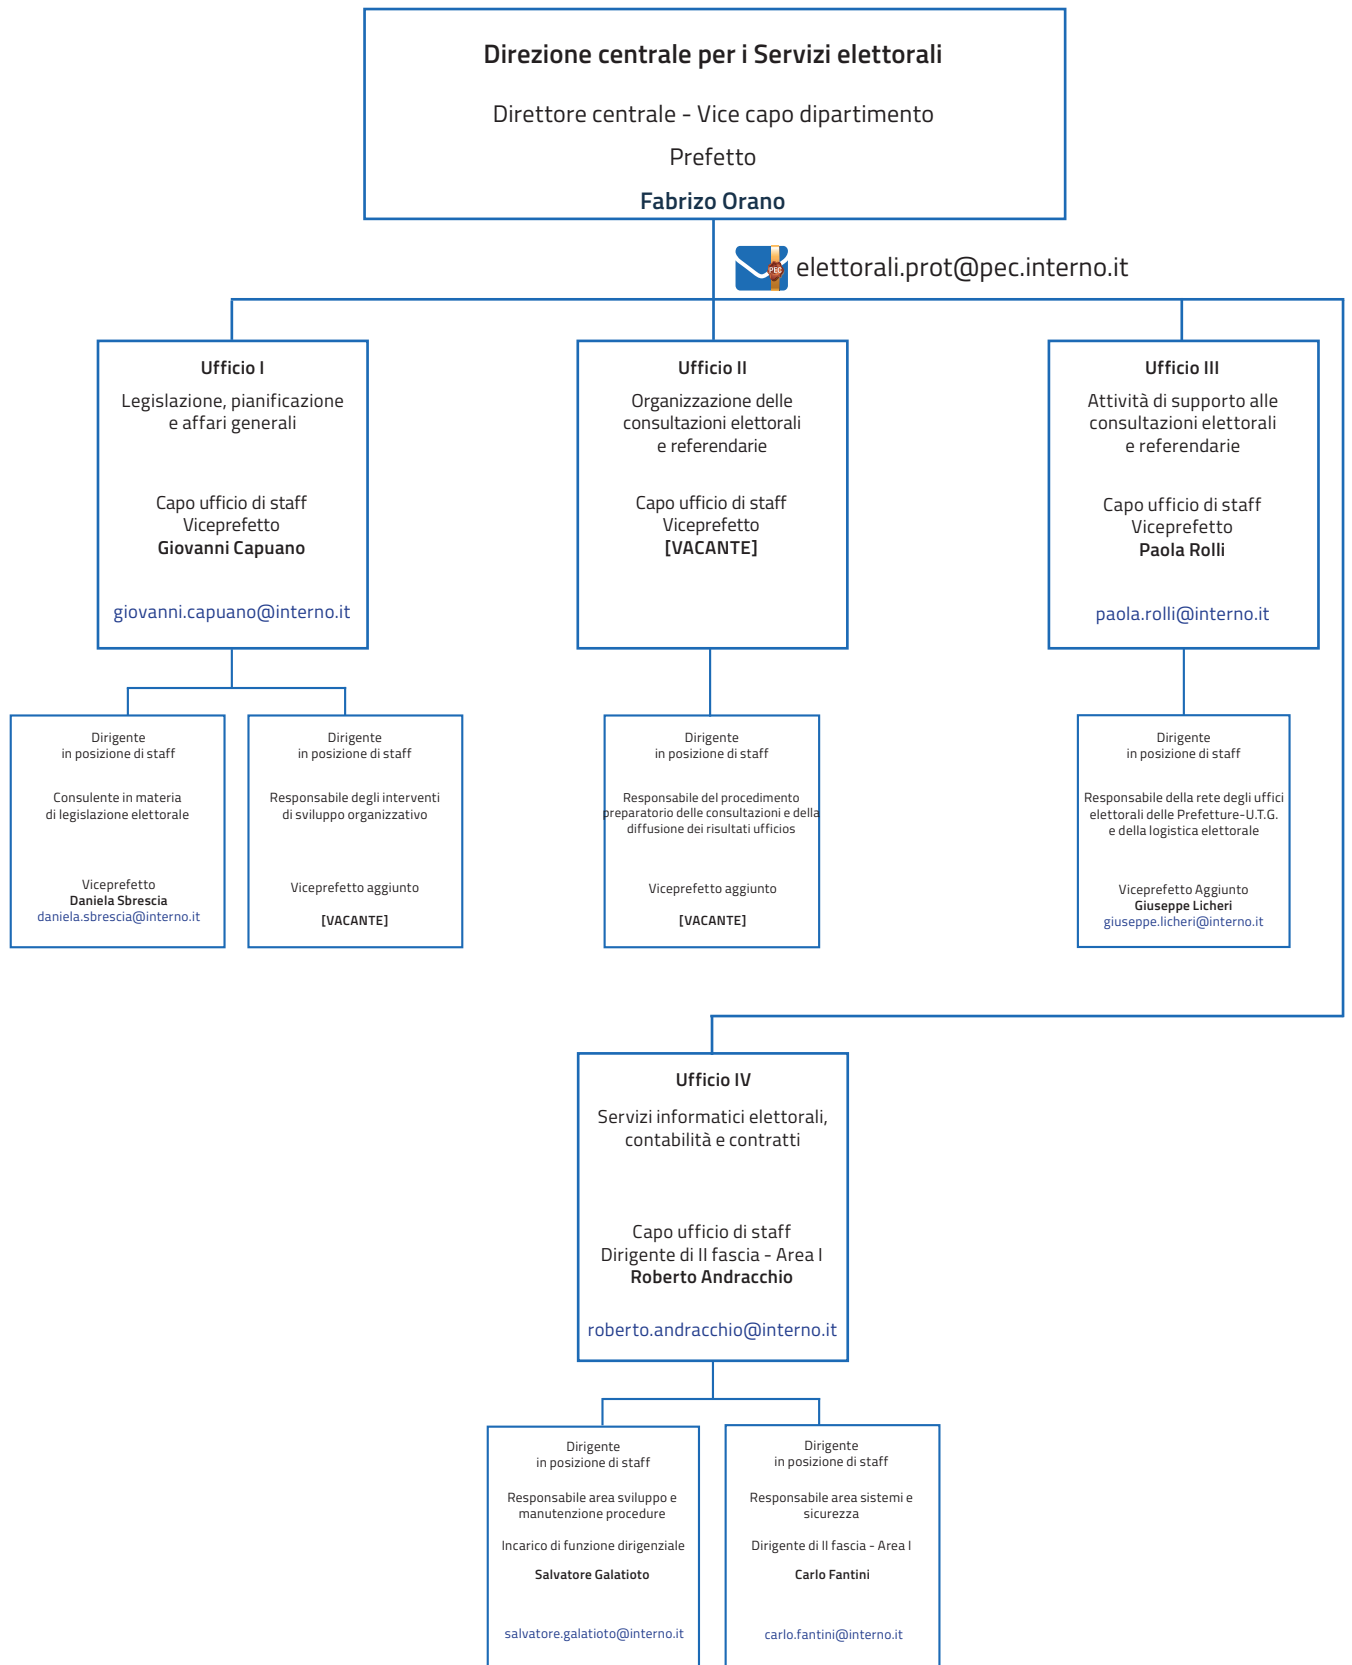 Direzione centrale per i Servizi elettorali
Direttore centrale - Vice capo dipartimento
Prefetto
Fabrizo Orano
PEC
elettorali.prot@pec.interno.it
Ufficio I
Legislazione, pianificazione
e affari generali
Capo ufficio di staff
Viceprefetto
Giovanni Capuano
giovanni.capuano@interno.it
Ufficio II
Organizzazione delle
consultazioni elettorali
e referendarie
Capo ufficio di staff
Viceprefetto
[VACANTE]
Ufficio III
Attività di supporto alle
consultazioni elettorali
e referendarie
Capo ufficio di staff
Viceprefetto
Paola Rolli
paola.rolli@interno.it
Dirigente
in posizione di staff
Consulente in materia
di legislazione elettorale
Viceprefetto
Daniela Sbrescia
daniela.sbrescia@interno.it
Dirigente
in posizione di staff
Responsabile degli interventi
di sviluppo organizzativo
Viceprefetto aggiunto
[VACANTE]
Dirigente
in posizione di staff
Responsabile del procedimento
preparatorio delle consultazioni e della
diffusione dei risultati ufficios
Viceprefetto aggiunto
[VACANTE]
Dirigente
in posizione di staff
Responsabile della rete degli uffici
elettorali delle Prefetture-U.T.G.
e della logistica elettorale
Viceprefetto Aggiunto
Giuseppe Licheri
giuseppe.licheri@interno.it
Ufficio IV
Servizi informatici elettorali,
contabilità e contratti
Capo ufficio di staff
Dirigente di II fascia - Area I
Roberto Andracchio
roberto.andracchio@interno.it
Dirigente
in posizione di staff
Responsabile area sviluppo e
manutenzione procedure
Incarico di funzione dirigenziale
Salvatore Galatioto
salvatore.galatioto@interno.it
Dirigente
in posizione di staff
Responsabile area sistemi e
sicurezza
Dirigente di II fascia - Area I
Carlo Fantini
carlo.fantini@interno.it